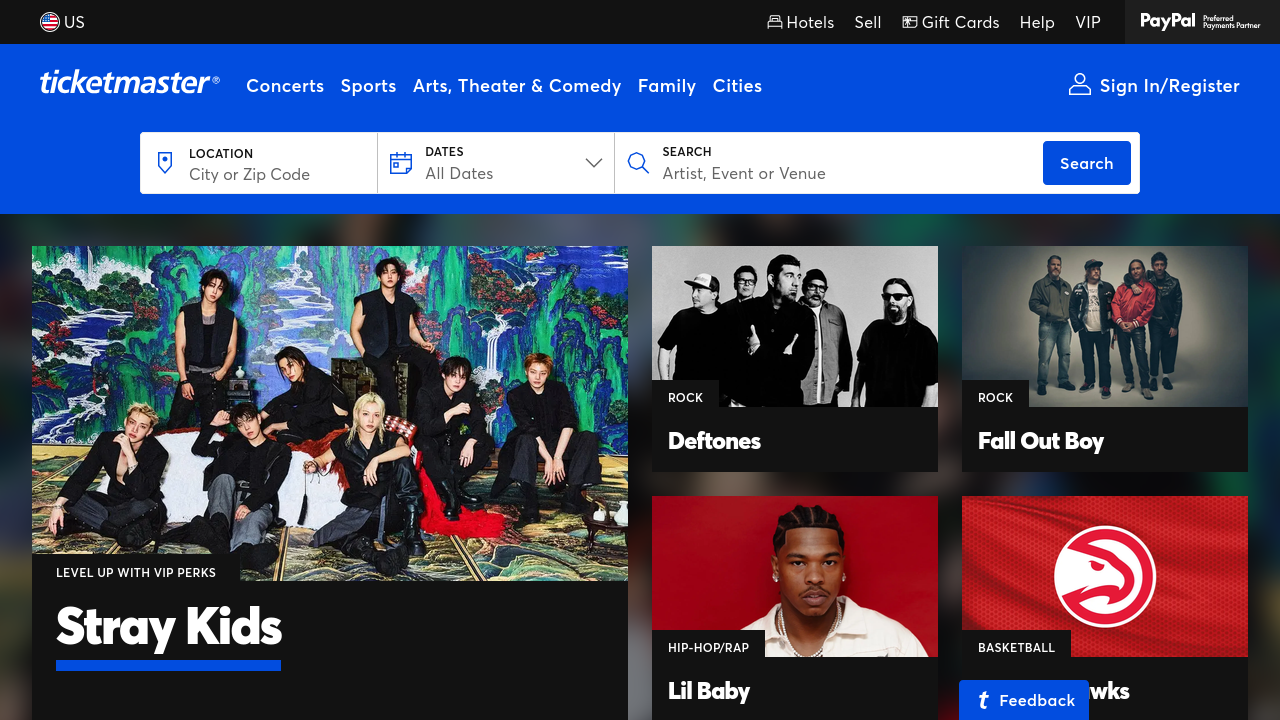 US
Hotels Sell Gift Cards Help VIP PayPal Preferred Payments Partner
ticketmaster® Concerts Sports Arts, Theater & Comedy Family Cities Sign In/Register
LOCATION
City or Zip Code
DATES
All Dates
SEARCH
Artist, Event or Venue
Search
LEVEL UP WITH VIP PERKS
Stray Kids
ROCK
Deftones
ROCK
Fall Out Boy
HIP-HOP/RAP
Lil Baby
BASKETBALL
t Feedback